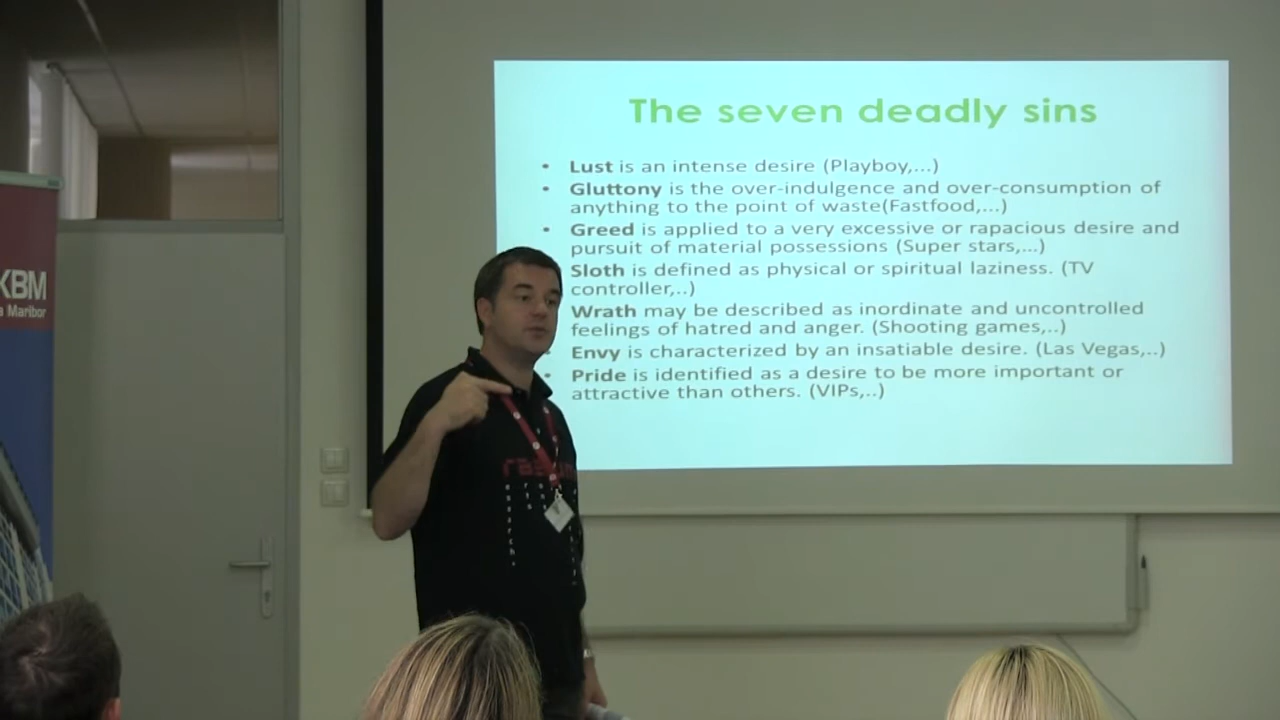 The seven deadly sins
• Lust is an intense desire (Playboy,...)
• Gluttony is the over-indulgence and over-consumption of
anything to the point of waste(Fastfood,...)
• Greed is applied to a very excessive or rapacious desire and
pursuit of material possessions (Super stars,...)
Sloth is defined as physical or spiritual laziness. (TV
controller,..)
Wrath may be described as inordinate and uncontrolled
feelings of hatred and anger. (Shooting games,..)
• Envy is characterized by an insatiable desire. (Las Vegas,..)
• Pride is identified as a desire to be more important or
attractive than others. (VIPs,..)
KBM
a Maribor